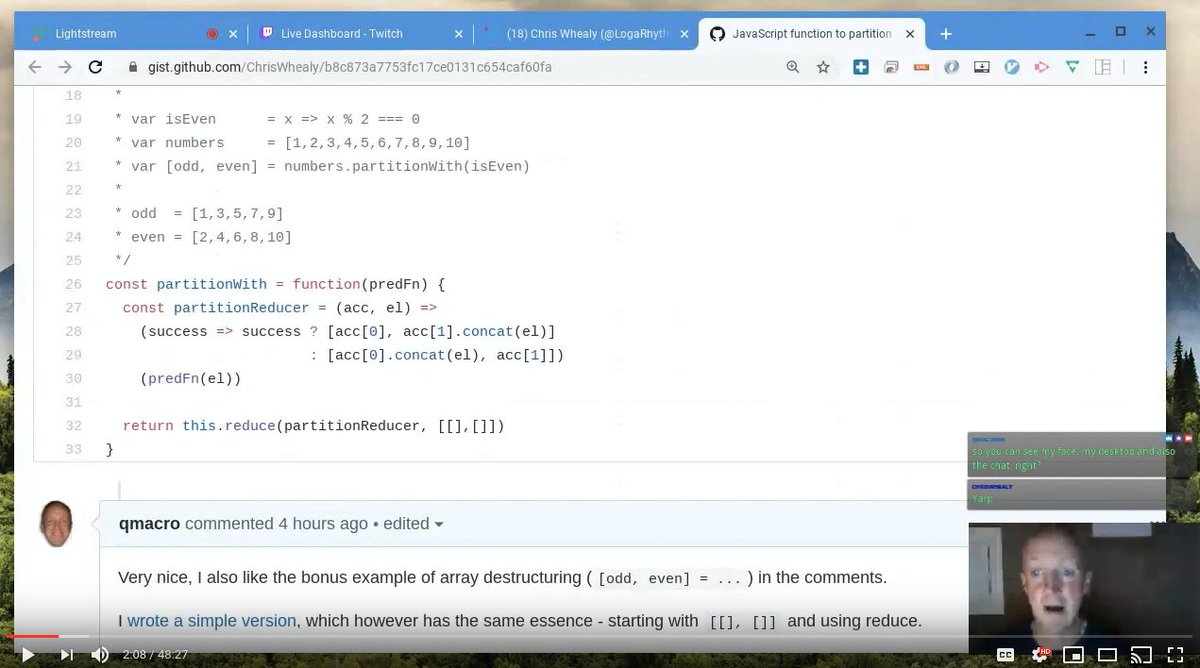 Lightstream
Live Dashboard - Twitch
(18) Chris Whealy (@LogaRhyth
JavaScript function to partition
gist.github.com/ChrisWhealy/b8c873a7753fc17ce0131c654caf60fa
18 *
19 * var isEven = x => x % 2 === 0
20 * var numbers = [1,2,3,4,5,6,7,8,9,10]
21 * var [odd, even] = numbers.partitionWith(isEven)
22 *
23 * odd = [1,3,5,7,9]
24 * even = [2,4,6,8,10]
25 */
26 const partitionWith = function(predFn) {
27 const partitionReducer = (acc, el) =>
28 (success => success ? [acc[0], acc[1].concat(el)]
29 : [acc[0].concat(el), acc[1]])
30 (predFn(el))
31
32 return this.reduce(partitionReducer, [[],[]])
33 }
qmacro commented 4 hours ago • edited
Very nice, I also like the bonus example of array destructuring ( [odd, even] = ... ) in the comments.
I wrote a simple version, which however has the same essence - starting with [[], []] and using reduce.
so you can see my face, my desktop and also
the chat, right?
CHRISWHEALY
Yarp
2:08 / 48:27
CC
HD